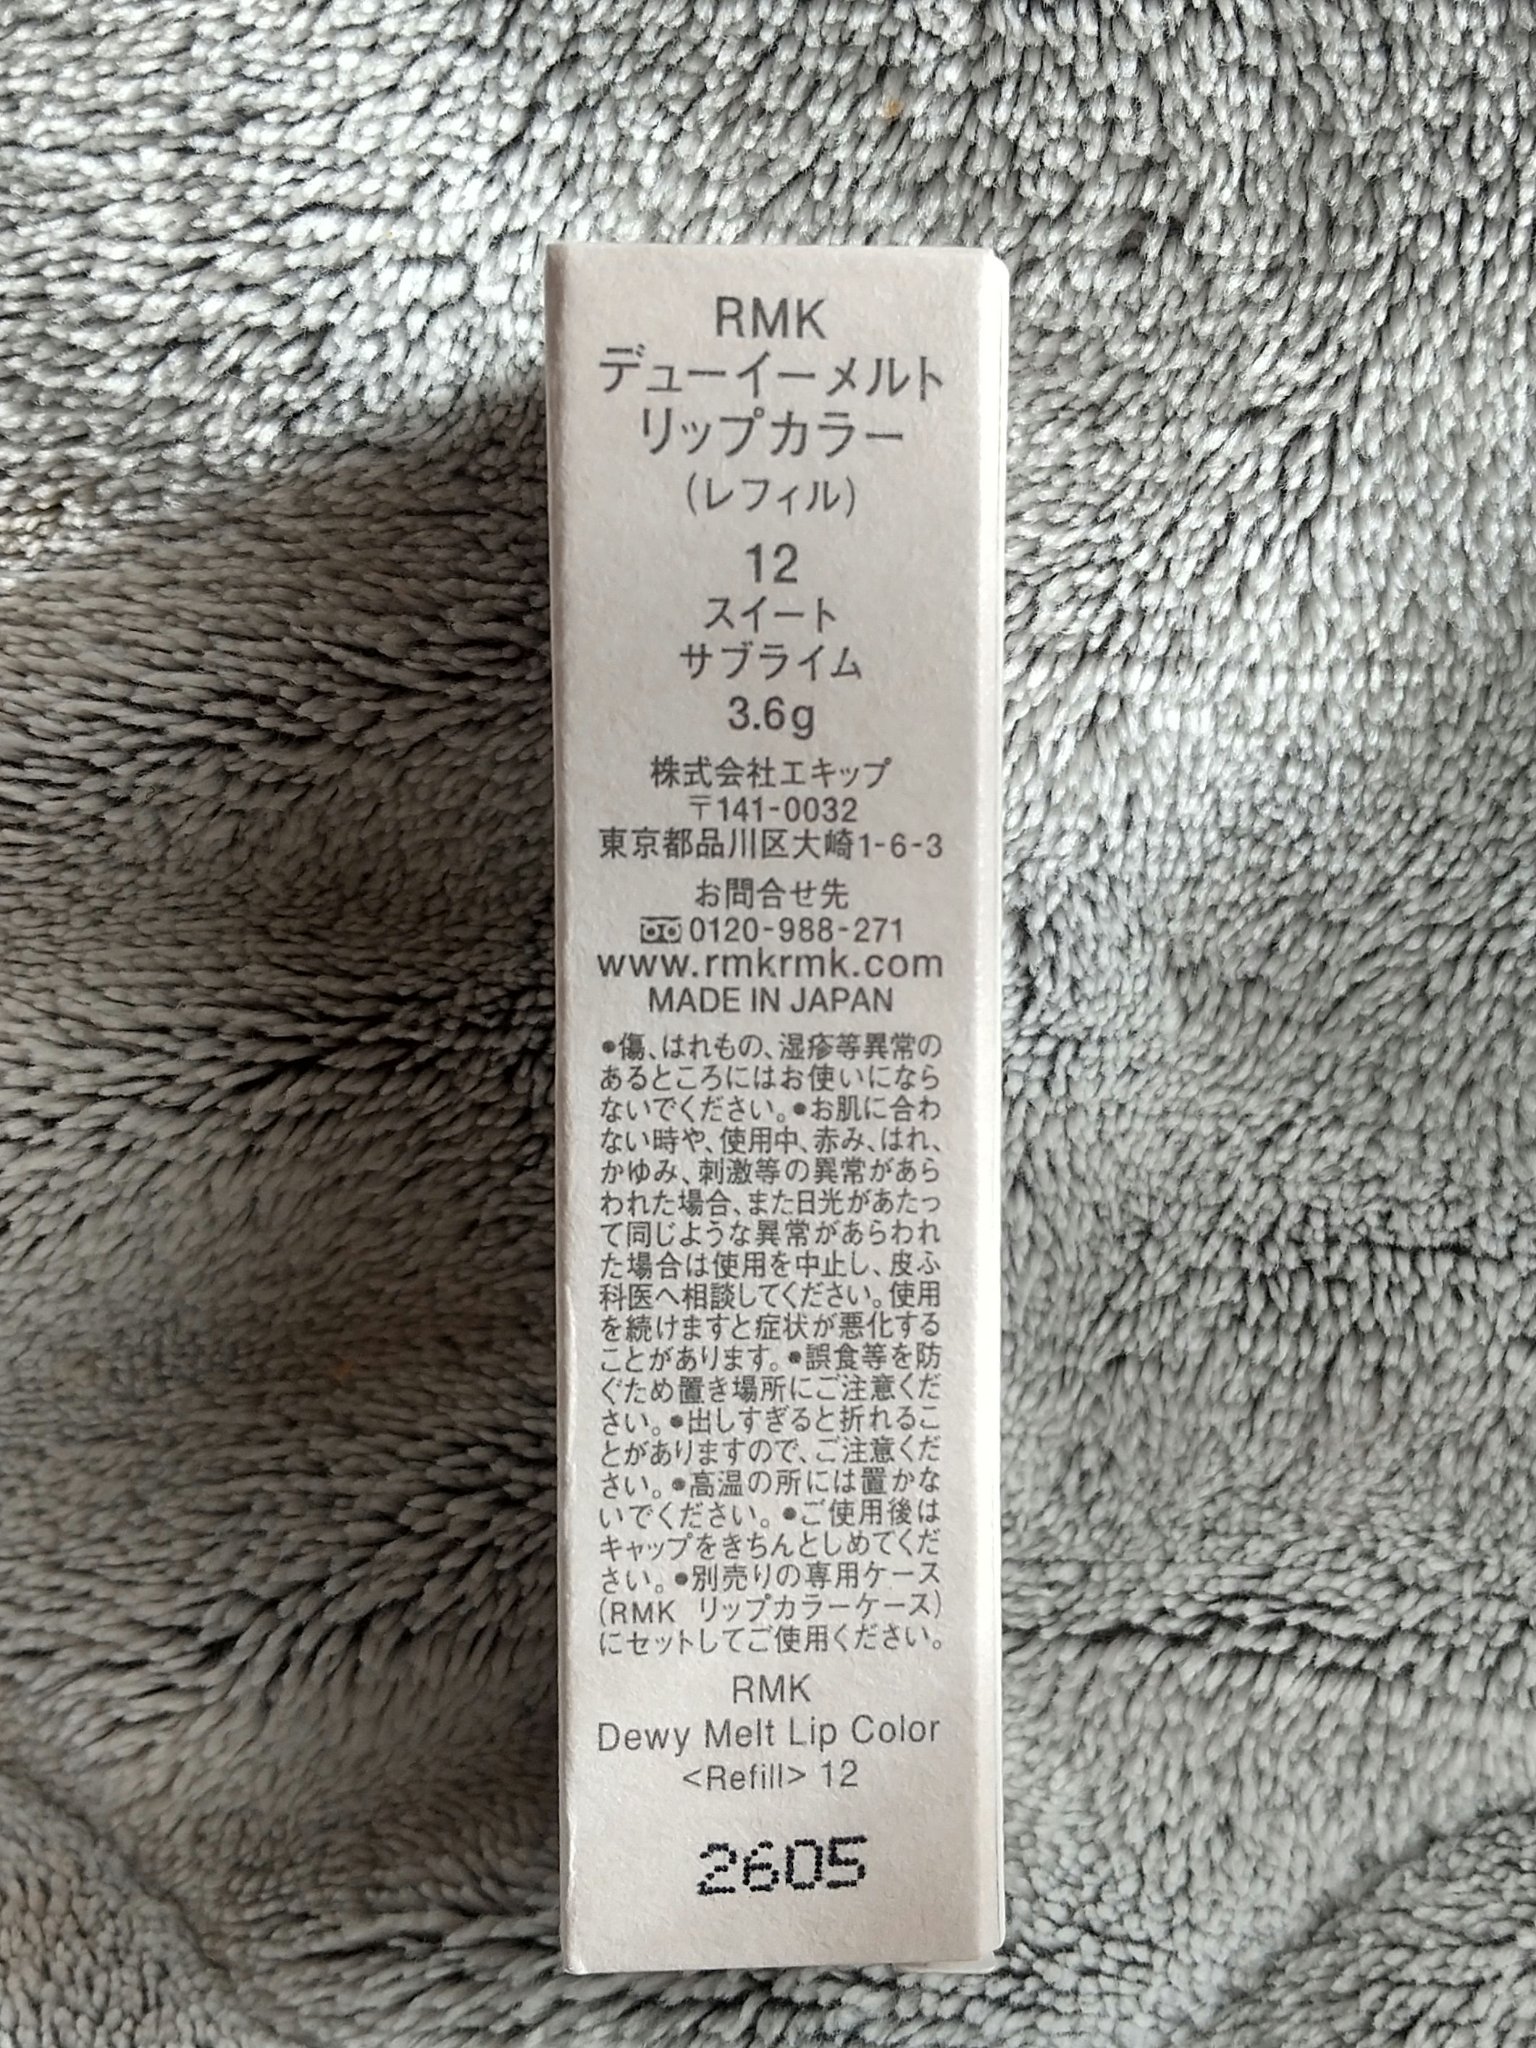 RMK
デューイーメルト
リップカラー
(レフィル)
12
スイート
サブライム
3.6g
株式会社エキップ
〒141-0032
東京都品川区大崎1-6-3
お問合せ先
0120-988-271
www.rmkrmk.com
MADE IN JAPAN
●傷、はれもの、湿疹等異常の
あるところにはお使いになら
ないでください。●お肌に合わ
ない時や、使用中、赤み、はれ、
かゆみ、刺激等の異常があら
われた場合、また日光があたっ
て同じような異常があらわれ
た場合は使用を中止し、皮ふ
科医へ相談してください。使用
を続けますと症状が悪化する
ことがあります。●誤食等を防
ぐため置き場所にご注意くだ
さい。●出しすぎると折れるこ
とがありますので、ご注意くだ
さい。●高温の所には置かな
いでください。●ご使用後は
キャップをきちんとしめてくだ
さい。●別売りの専用ケース
(RMK リップカラーケース)
にセットしてご使用ください。
RMK
Dewy Melt Lip Color
<Refill> 12
2605